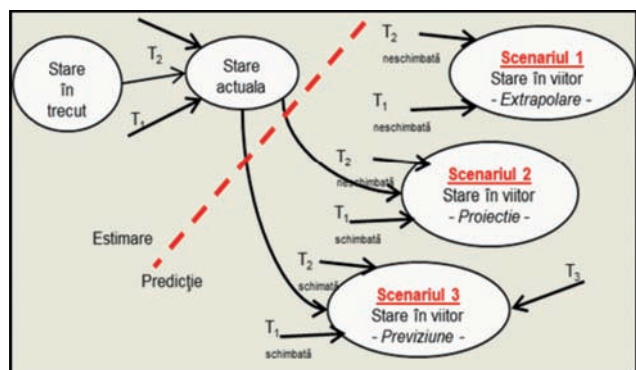 Stare
în
trecut
T2
T1
Stare
actuala
Estimare
Predicţie
T2
neschimbată
T1
neschimbată
Scenariul 1
Stare în viitor
- Extrapolare -
T2
neschimbată
T1
schimbată
Scenariul 2
Stare în viitor
- Proiectie -
T2
schimată
T1
schimbată
Scenariul 3
Stare în viitor
- Previziune -
T3